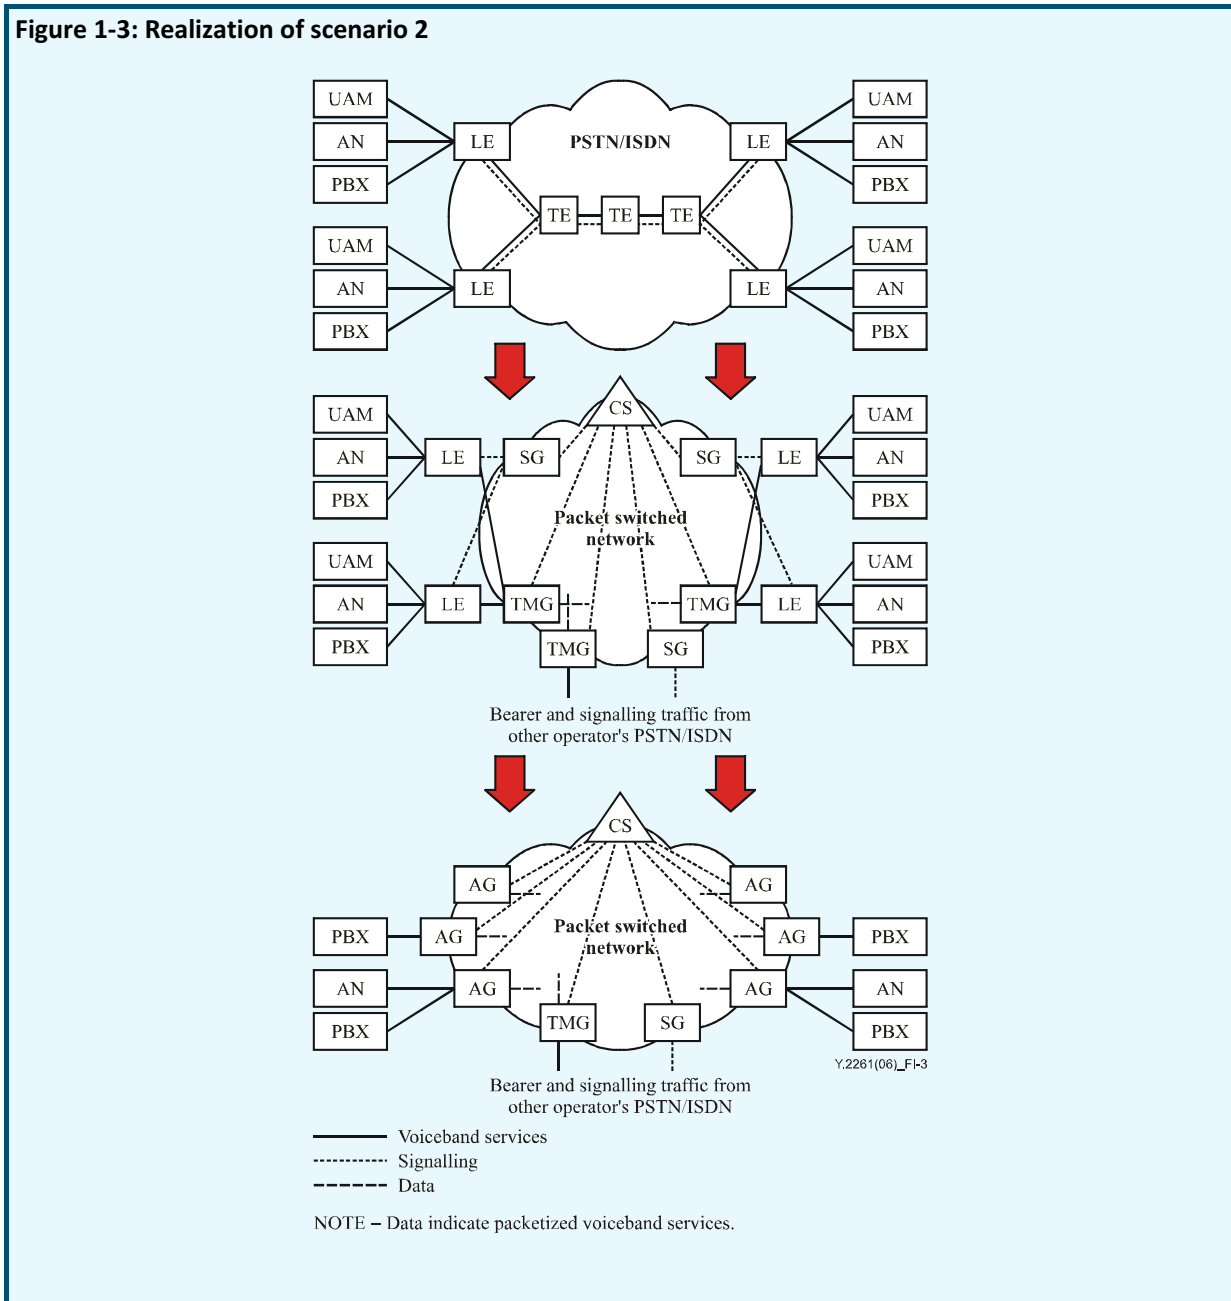 Figure 1-3: Realization of scenario 2
UAM
UAM
AN
LE
PSTN/ISDN
LE
AN
PBX
PBX
TE
TE
TE
UAM
UAM
AN
LE
LE
AN
PBX
PBX
CS
UAM
UAM
AN
LE
SG
SG
LE
AN
PBX
PBX
Packet switched
network
UAM
UAM
AN
LE
TMG
TMG
LE
AN
PBX
TMG
SG
PBX
Bearer and signalling traffic from
other operator's PSTN/ISDN
CS
AG
AG
PBX
AG
Packet switched
network
AG
PBX
AN
AG
AG
AN
PBX
TMG
SG
PBX
Y.2261(06)_FI-3
Bearer and signalling traffic from
other operator's PSTN/ISDN
Voiceband services
Signalling
Data
NOTE – Data indicate packetized voiceband services.